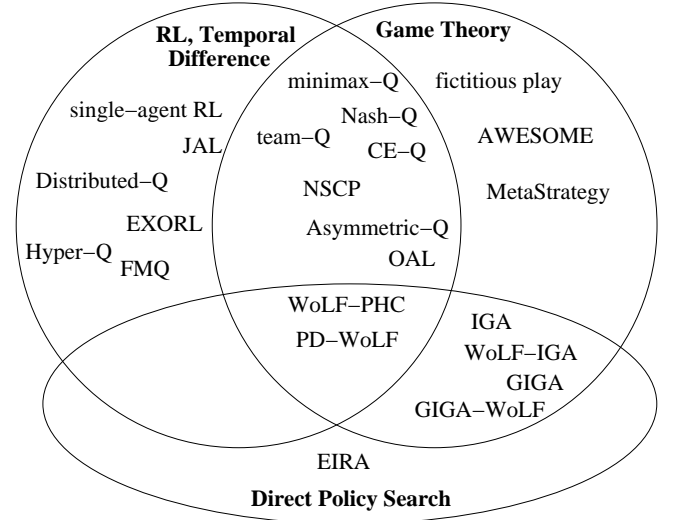 RL, Temporal
Difference
Game Theory
minimax−Q
fictitious play
single−agent RL
Nash−Q
team−Q
AWESOME
JAL
CE−Q
Distributed−Q
NSCP
MetaStrategy
EXORL
Asymmetric−Q
Hyper−Q
OAL
FMQ
WoLF−PHC
IGA
PD−WoLF
WoLF−IGA
GIGA
GIGA−WoLF
EIRA
Direct Policy Search